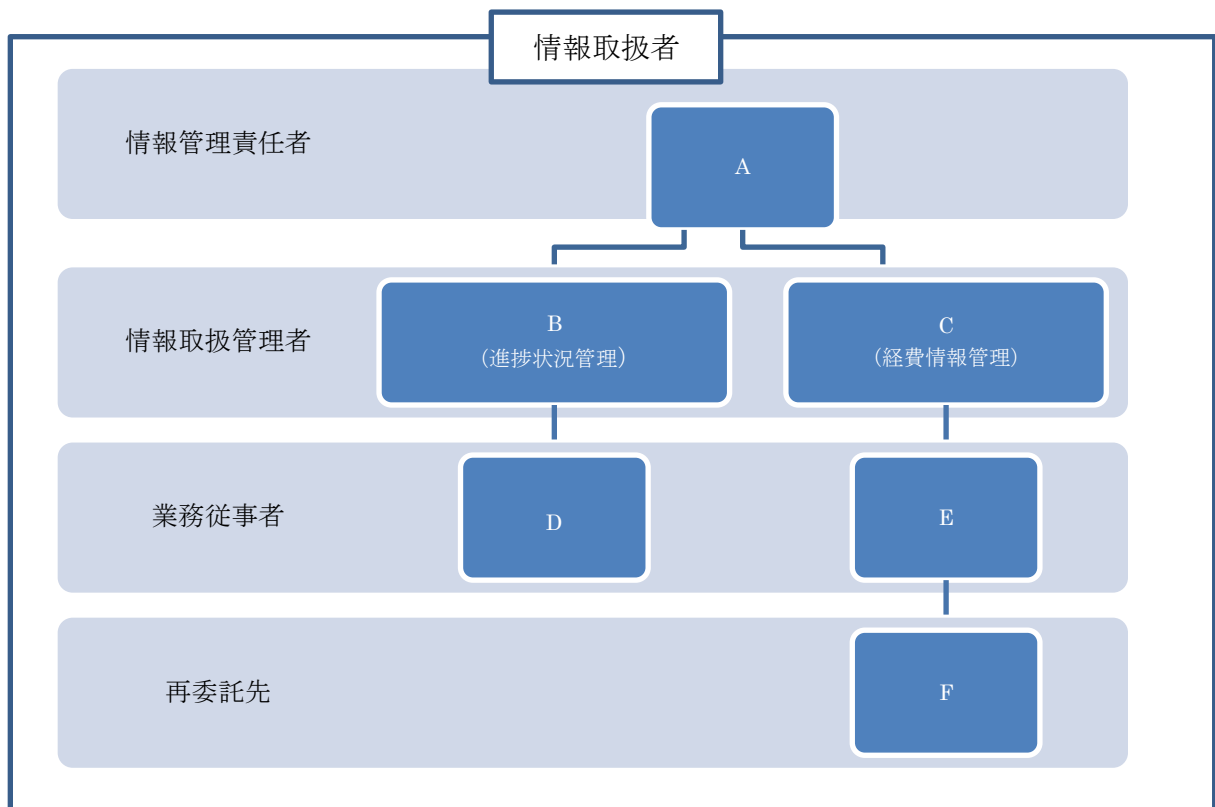 情報取扱者
情報管理責任者
A
情報取扱管理者
B
（進捗状況管理）
C
（経費情報管理）
業務従事者
D
E
再委託先
F